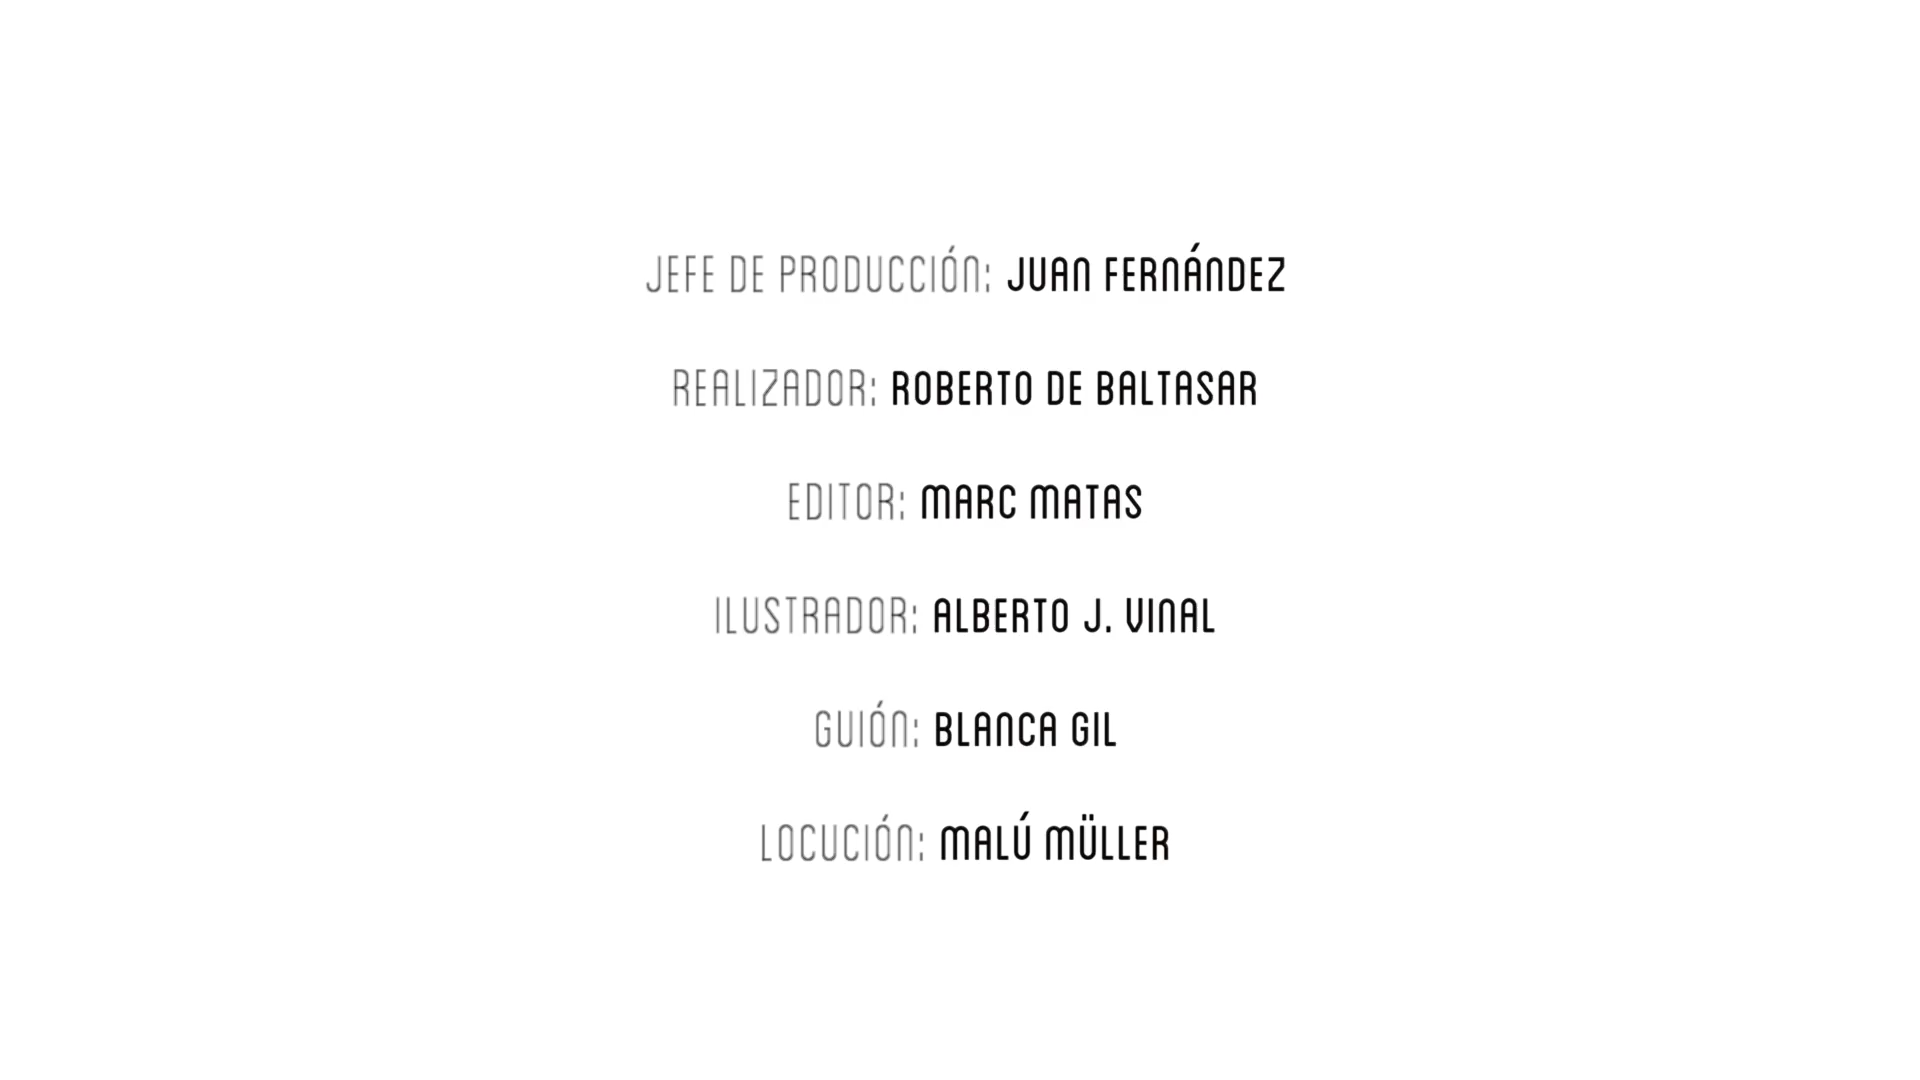 JEFE DE PRODUCCIÓN: JUAN FERNÁNDEZ
REALIZADOR: ROBERTO DE BALTASAR
EDITOR: MARC MATAS
ILUSTRADOR: ALBERTO J. VINAL
GUIÓN: BLANCA GIL
LOCUCIÓN: MALÚ MÜLLER